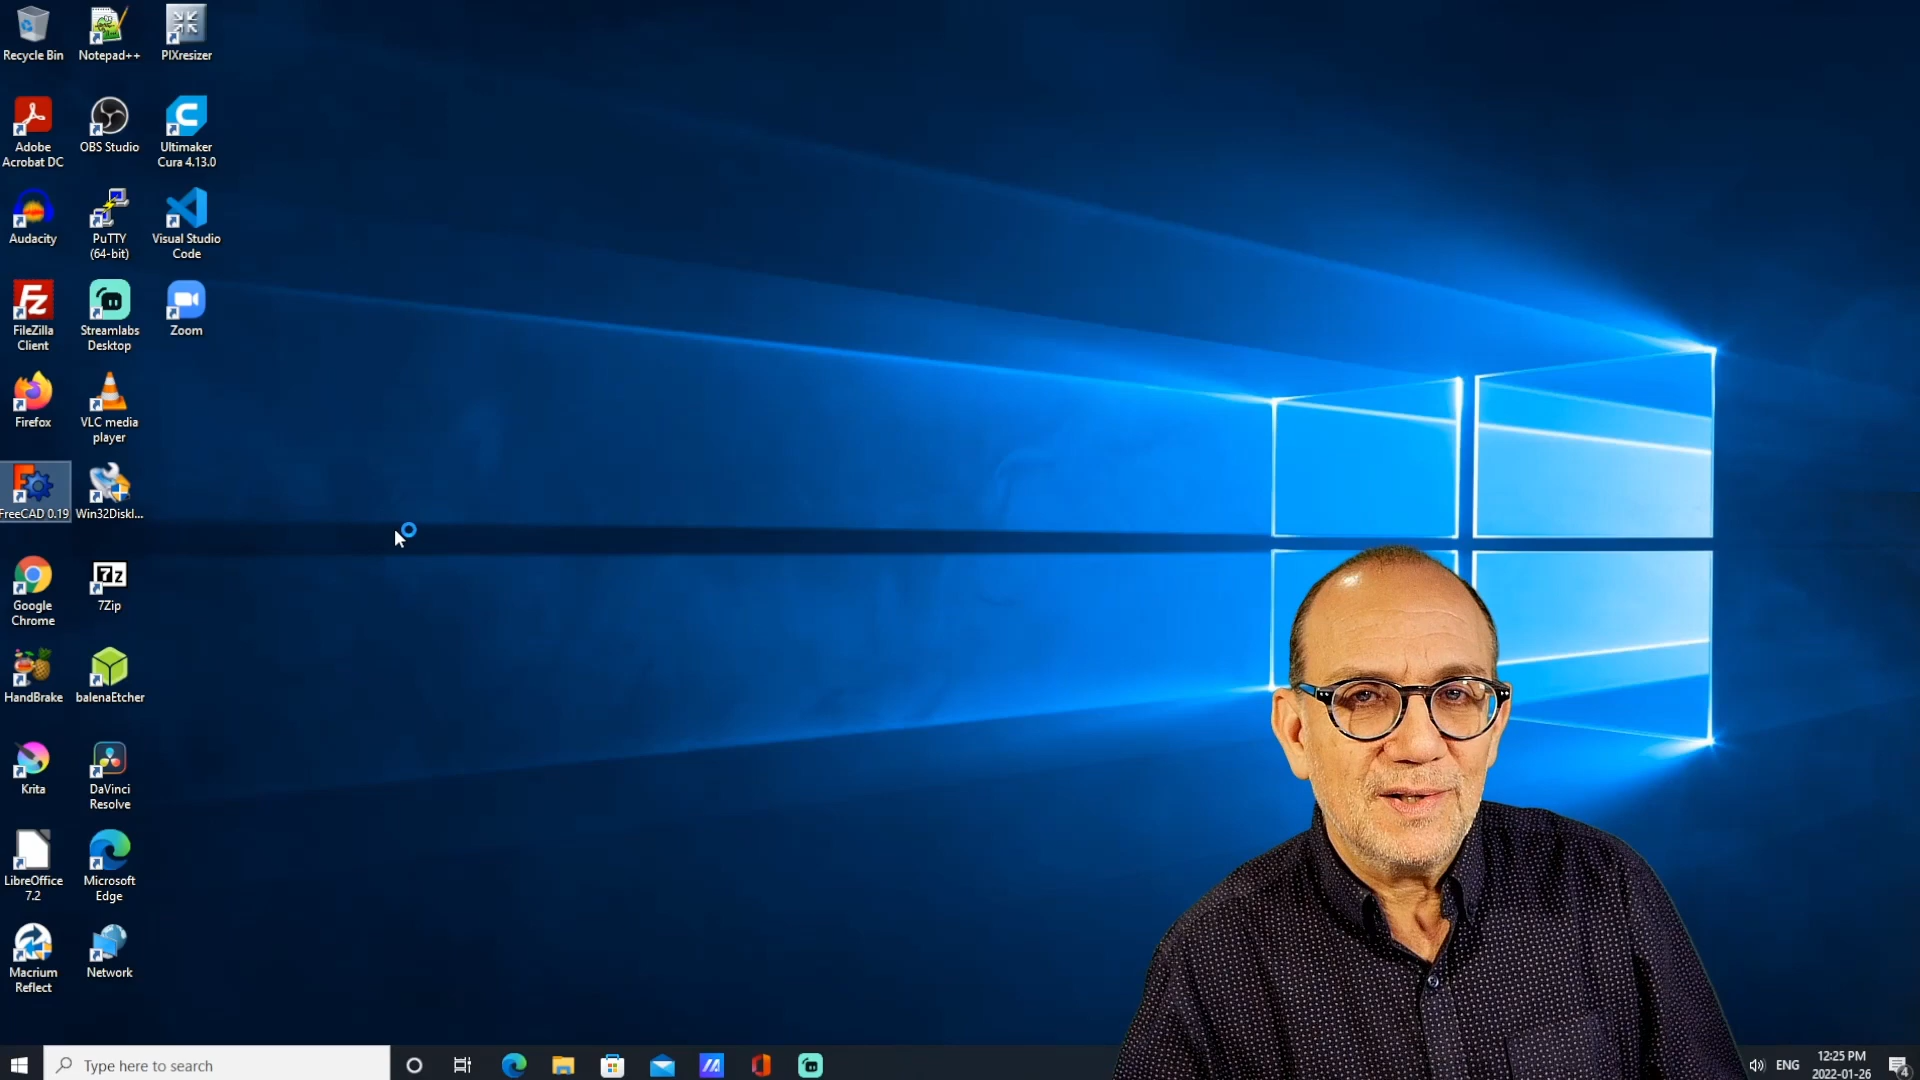 Recycle Bin
Notepad++
PIXresizer
Adobe
Acrobat DC
OBS Studio
Ultimaker
Cura 4.13.0
Audacity
PuTTY
(64-bit)
Visual Studio
Code
FileZilla
Client
Streamlabs
Desktop
Zoom
Firefox
VLC media
player
FreeCAD 0.19
Win32DiskI...
Google
Chrome
7Zip
HandBrake
balenaEtcher
Krita
DaVinci
Resolve
LibreOffice
7.2
Microsoft
Edge
Macrium
Reflect
Network
Type here to search
ENG
12:25 PM
2022-01-26
4